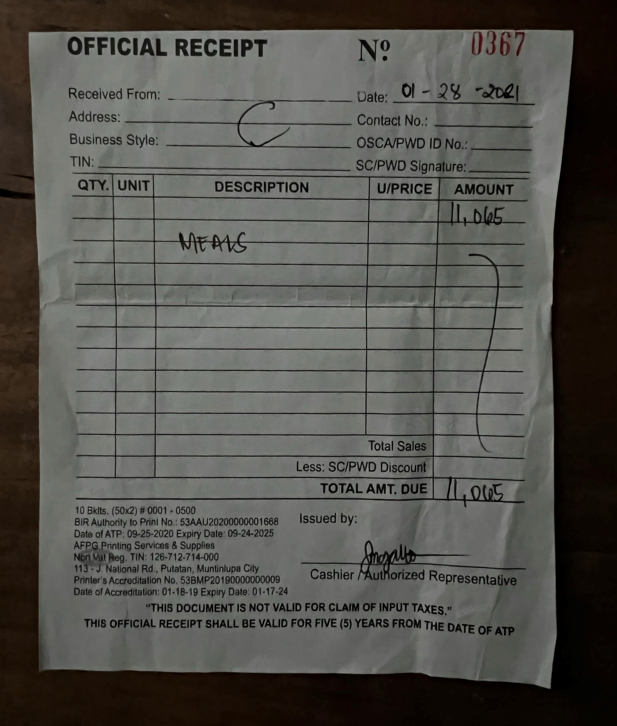 OFFICIAL RECEIPT Nº 0367
Received From: Date: 01-28-2021
Address: Contact No.:
Business Style: OSCA/PWD ID No.:
TIN: SC/PWD Signature:
QTY. UNIT DESCRIPTION U/PRICE AMOUNT
11,065
MEALS
Total Sales
Less: SC/PWD Discount
TOTAL AMT. DUE 11,065
10 Bklts. (50x2) # 0001 - 0500
BIR Authority to Print No.: 53AAU20200000001668
Date of ATP: 09-25-2020 Expiry Date: 09-24-2025
AFPG Printing Services & Supplies
Non Vat Reg. TIN: 126-712-714-000
113 - J National Rd., Putatan, Muntinlupa City
Printer's Accreditation No. 53BMP20190000000009
Date of Accreditation: 01-18-19 Expiry Date: 01-17-24
Issued by:
Cashier / Authorized Representative
"THIS DOCUMENT IS NOT VALID FOR CLAIM OF INPUT TAXES."
THIS OFFICIAL RECEIPT SHALL BE VALID FOR FIVE (5) YEARS FROM THE DATE OF ATP